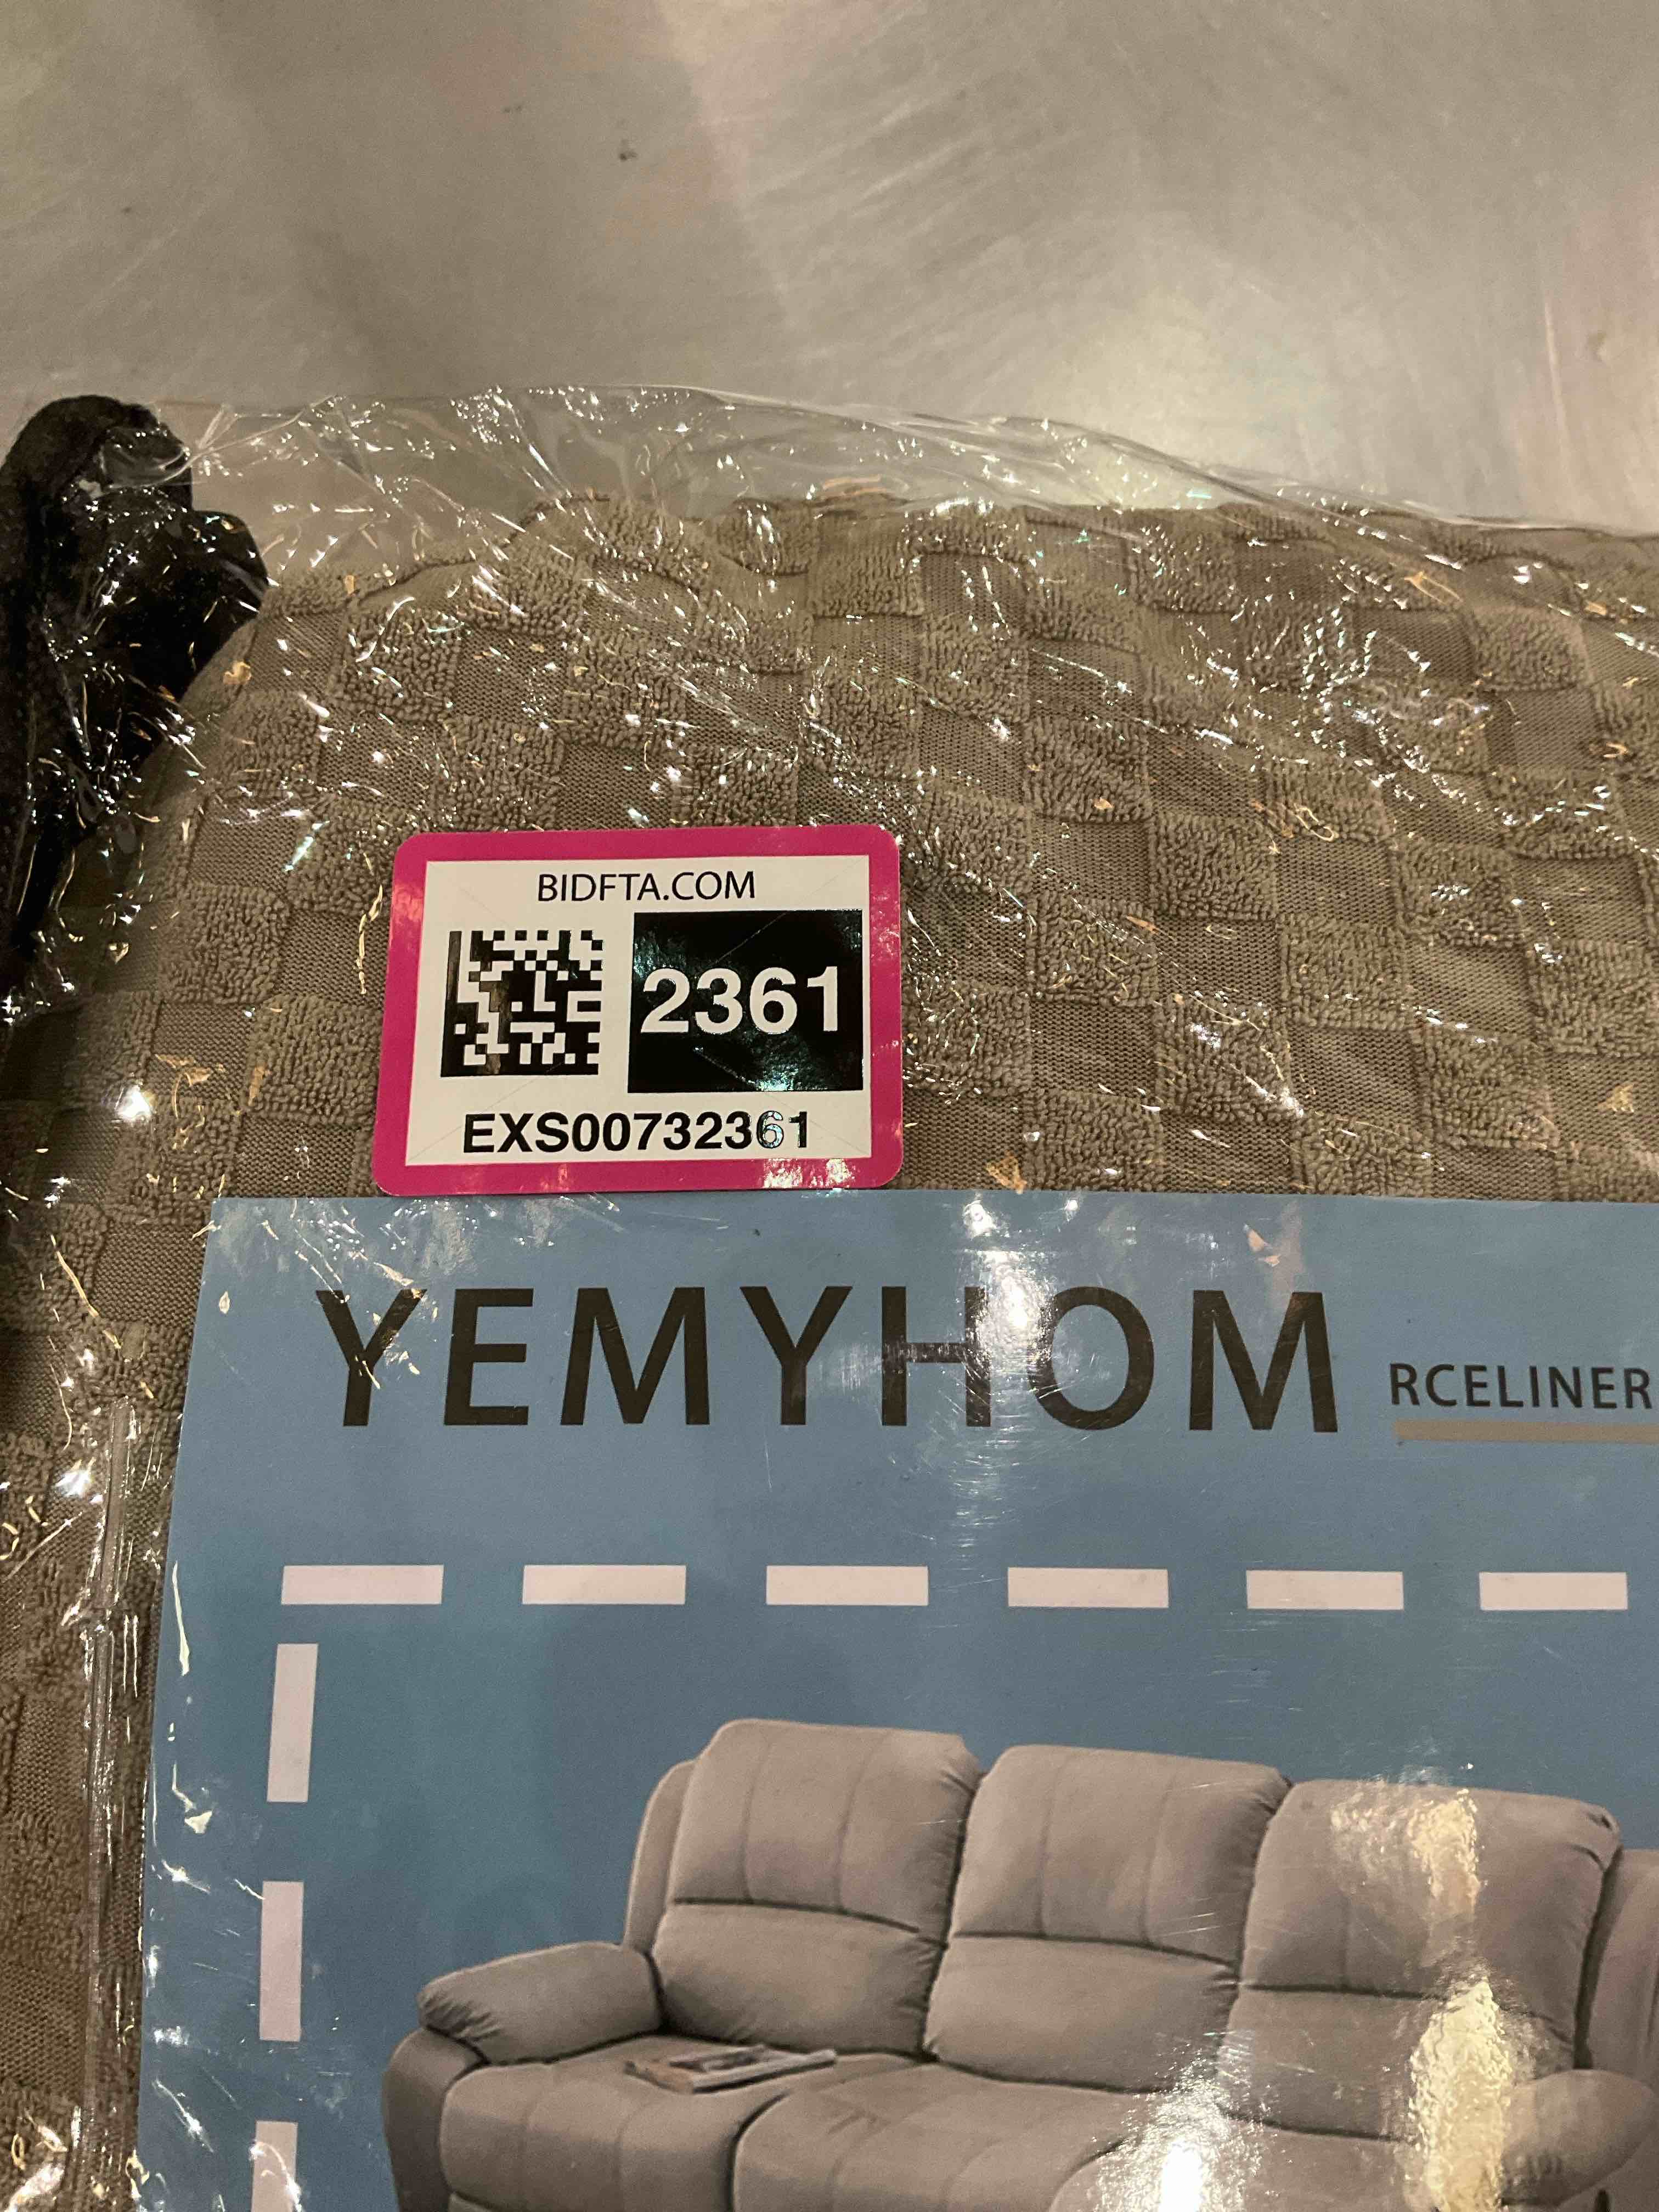 BIDFTA.COM
2361
EXS00732361
YEMYHOM RCELINER